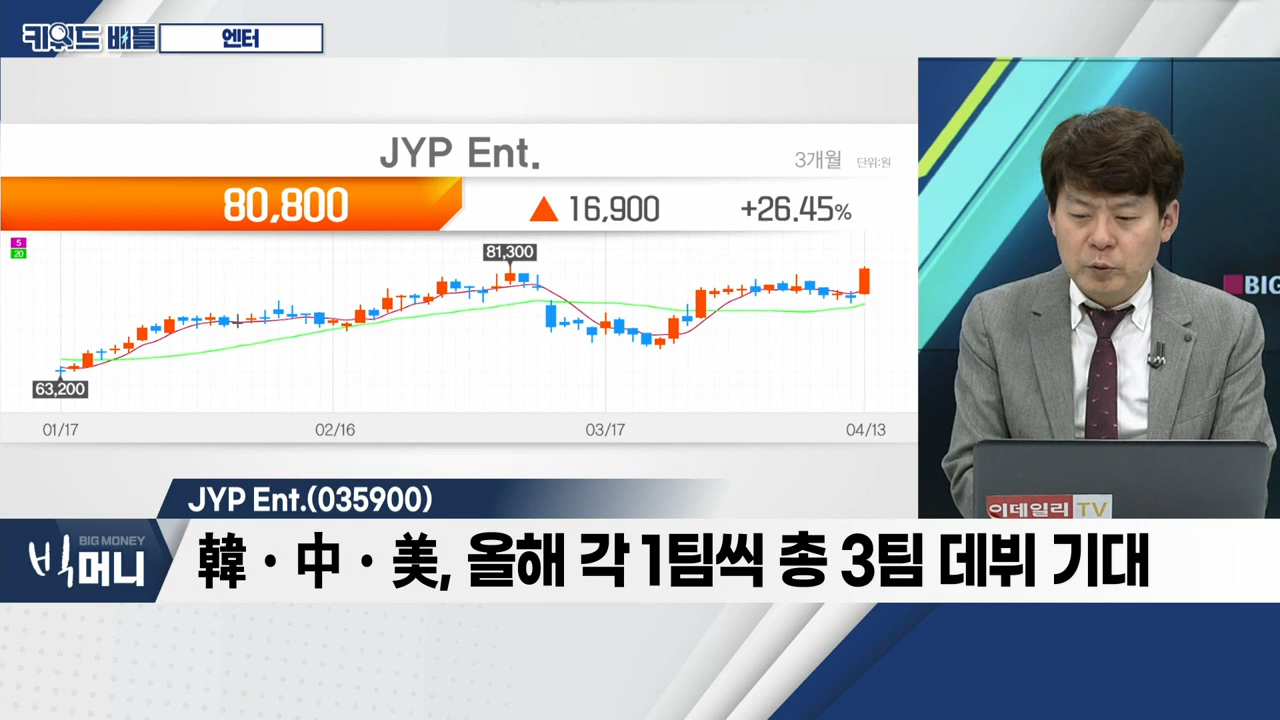 키워드 배틀 엔터
JYP Ent.
3개월 단위:원
80,800 ▲ 16,900 +26.45%
5
20
81,300
63,200
01/17 02/16 03/17 04/13
BIG
이데일리 TV
JYP Ent.(035900)
BIG MONEY
빅머니
韓·中·美, 올해 각 1팀씩 총 3팀 데뷔 기대